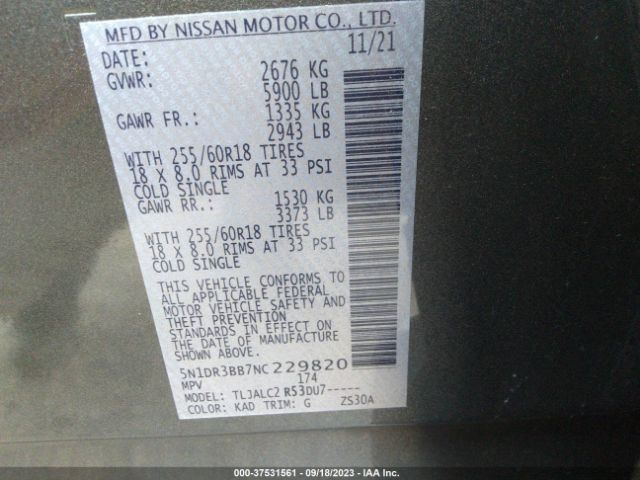 MFD BY NISSAN MOTOR CO., LTD.
DATE: 11/21
GVWR: 2676 KG
5900 LB
GAWR FR.: 1335 KG
2943 LB
WITH 255/60R18 TIRES
18 X 8.0 RIMS AT 33 PSI
COLD SINGLE
GAWR RR.: 1530 KG
3373 LB
WITH 255/60R18 TIRES
18 X 8.0 RIMS AT 33 PSI
COLD SINGLE
THIS VEHICLE CONFORMS TO
ALL APPLICABLE FEDERAL
MOTOR VEHICLE SAFETY AND
THEFT PREVENTION
STANDARDS IN EFFECT ON
THE DATE OF MANUFACTURE
SHOWN ABOVE.
5N1DR3BB7NC229820
MPV 174
MODEL: TLJALC2 RS3DU7-----
COLOR: KAD TRIM: G ZS30A
000-37531561 - 09/18/2023 - IAA Inc.